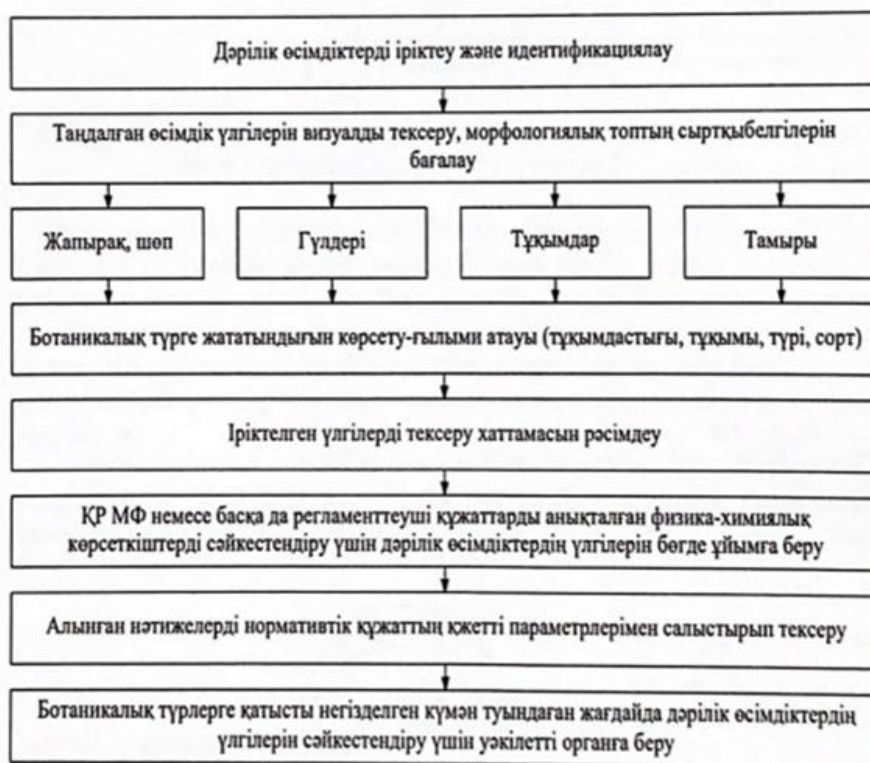 Дәрілік өсімдіктерді іріктеу және идентификациялау
Таңдалған өсімдік үлгілерін визуалды тексеру, морфологиялық топтың сыртқыбелгілерін
бағалау
Жапырақ, шөп
Гүлдері
Тұқымдар
Тамыры
Ботаникалық түрге жататындығын көрсету-ғылыми атауы (тұқымдастығы, тұқымы, түрі, сорт)
Іріктелген үлгілерді тексеру хаттамасын рәсімдеу
ҚР МФ немесе басқа да регламенттеуші құжаттарды анықталған физика-химиялық
көрсеткіштерді сәйкестендіру үшін дәрілік өсімдіктердің үлгілерін бөгде ұйымға беру
Алынған нәтижелерді нормативтік құжаттың қжетті параметрлерімен салыстырып тексеру
Ботаникалық түрлерге қатысты негізделген күмән туындаған жағдайда дәрілік өсімдіктердің
үлгілерін сәйкестендіру үшін уәкілетті органға беру